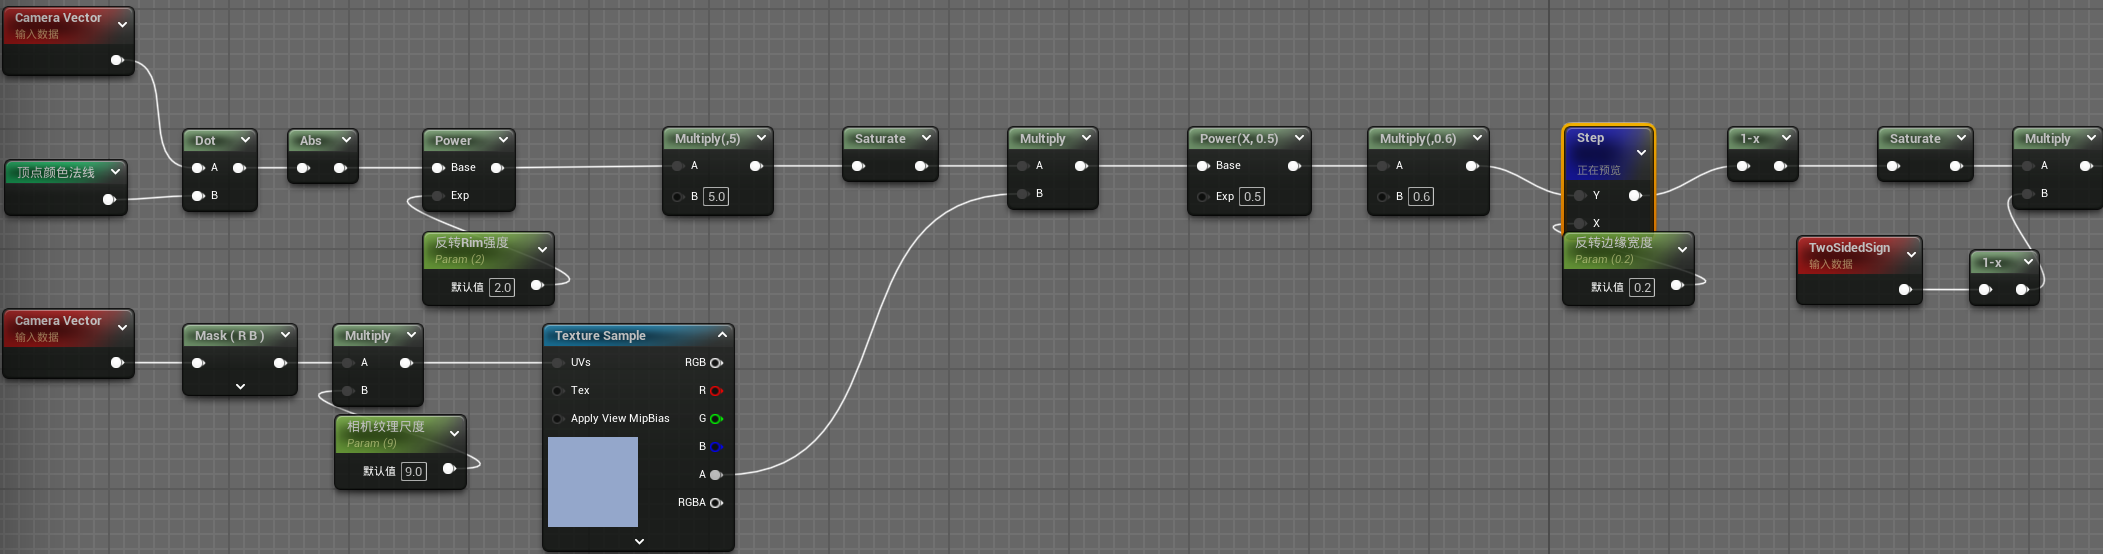 Camera Vector
输入数据
顶点颜色法线
Dot
A
B
Abs
Power
Base
Exp
反转Rim强度
Param (2)
默认值 2.0
Multiply(,5)
A
B 5.0
Saturate
Multiply
A
B
Power(X, 0.5)
Base
Exp 0.5
Multiply(,0.6)
A
B 0.6
Step
正在预览
Y
X
反转边缘宽度
Param (0.2)
默认值 0.2
1-x
Saturate
Multiply
A
B
TwoSidedSign
输入数据
1-x
Camera Vector
输入数据
Mask ( R B )
Multiply
A
B
相机纹理尺度
Param (9)
默认值 9.0
Texture Sample
UVs
RGB
Tex
R
Apply View MipBias
G
B
A
RGBA